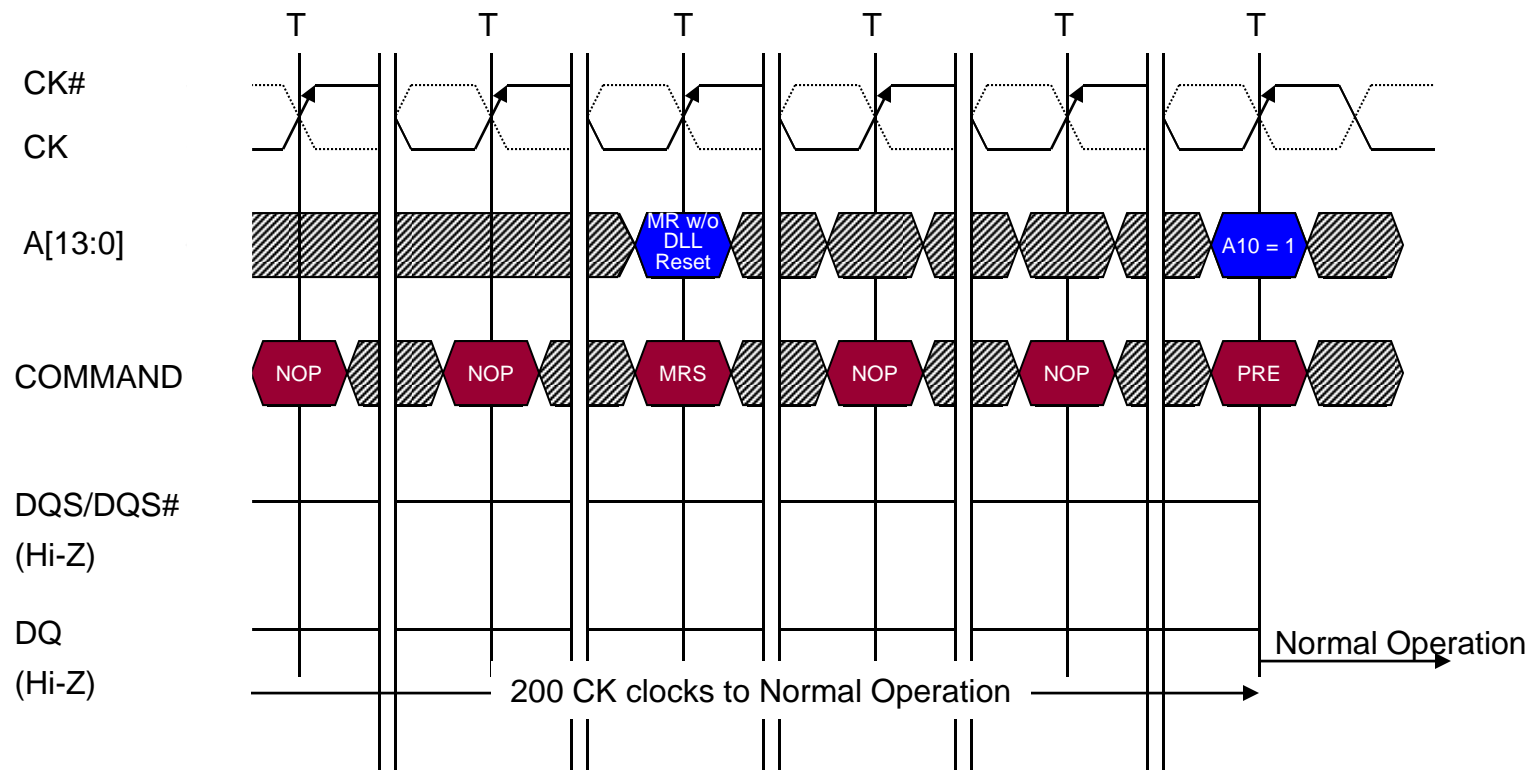 T T T T T T
CK#
CK
A[13:0]
MR w/o
DLL
Reset
A10 = 1
COMMAND
NOP NOP MRS NOP NOP PRE
DQS/DQS#
(Hi-Z)
DQ
(Hi-Z)
Normal Operation
200 CK clocks to Normal Operation